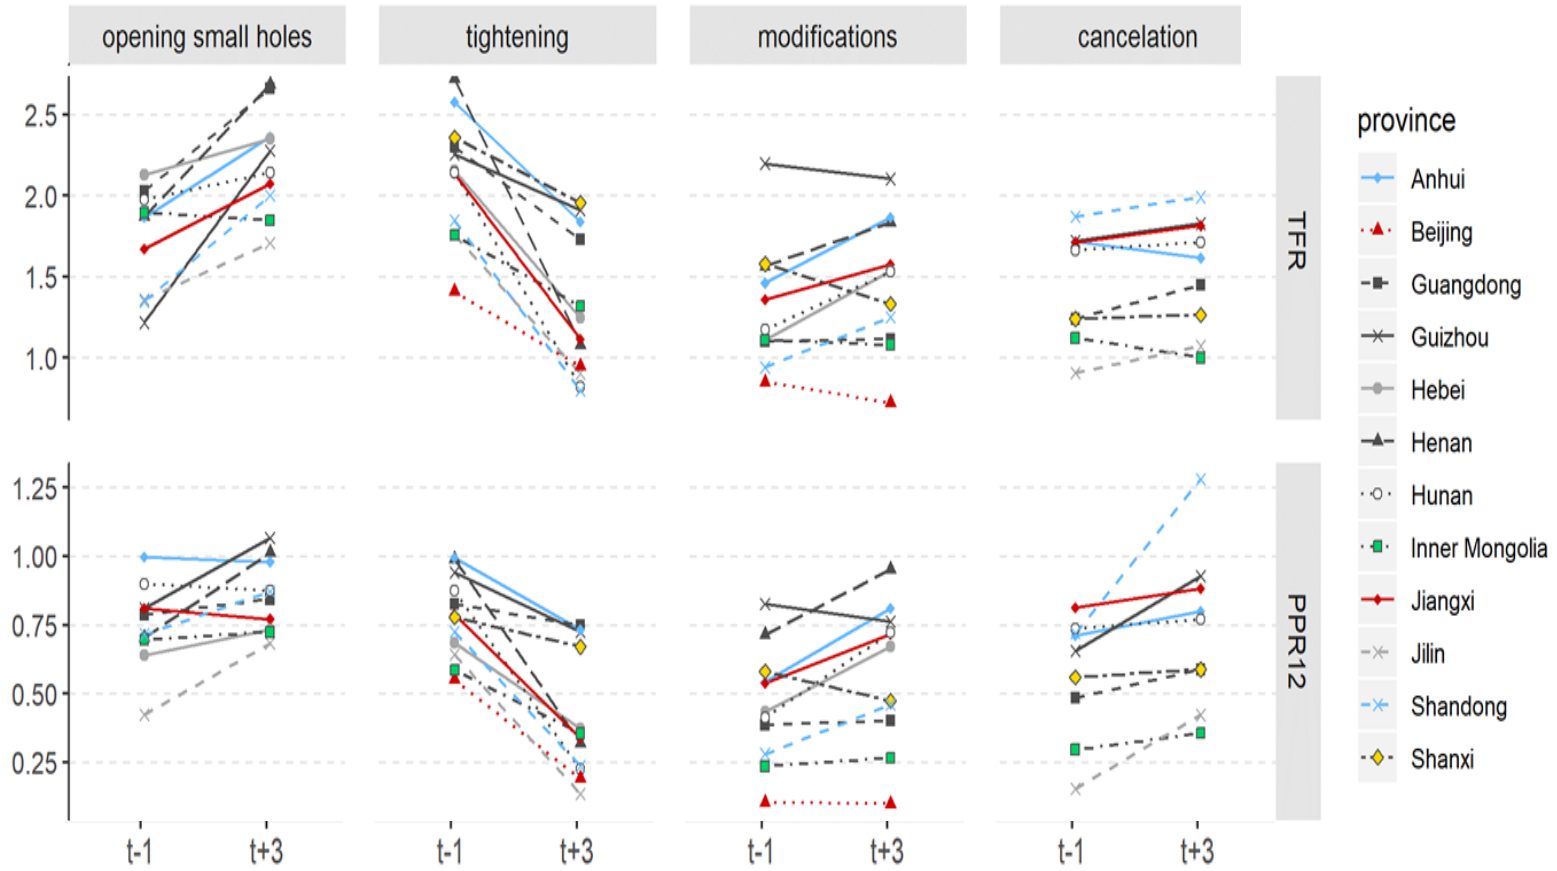 opening small holes
tightening
modifications
cancelation
2.5
2.0
1.5
1.0
TFR
1.25
1.00
0.75
0.50
0.25
PPR12
t-1
t+3
t-1
t+3
t-1
t+3
t-1
t+3
province
Anhui
Beijing
Guangdong
Guizhou
Hebei
Henan
Hunan
Inner Mongolia
Jiangxi
Jilin
Shandong
Shanxi